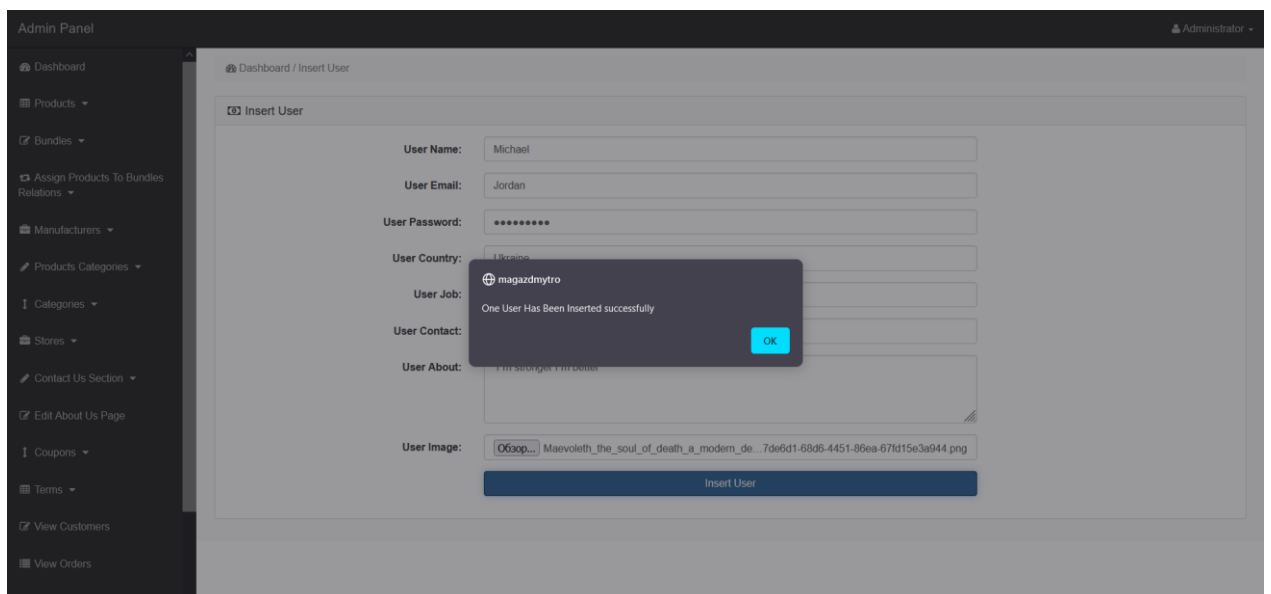 Admin Panel
Administrator
Dashboard
Dashboard / Insert User
Products
Insert User
Bundles
User Name: Michael
Assign Products To Bundles
Relations
User Email: Jordan
Manufacturers
User Password: •••••••••
Products Categories
User Country: Ukraine
Categories
User Job:
Stores
User Contact:
Contact Us Section
User About: I'm stronger I'm better
Edit About Us Page
Coupons
User Image: Обзор... Maevoleth_the_soul_of_death_a_modern_de...7de6d1-68d6-4451-86ea-67fd15e3a944.png
Terms
Insert User
View Customers
View Orders
magazdmytro
One User Has Been Inserted successfully
OK